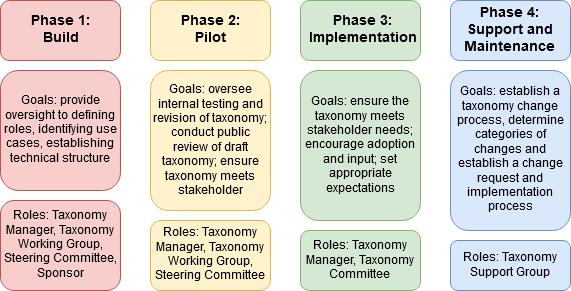 Phase 1:
Build
Phase 2:
Pilot
Phase 3:
Implementation
Phase 4:
Support and
Maintenance
Goals: provide
oversight to defining
roles, identifying use
cases, establishing
technical structure
Goals: oversee
internal testing and
revision of taxonomy;
conduct public
review of draft
taxonomy; ensure
taxonomy meets
stakeholder
Goals: ensure the
taxonomy meets
stakeholder needs;
encourage adoption
and input; set
appropriate
expectations
Goals: establish a
taxonomy change
process, determine
categories of
changes and
establish a change
request and
implementation
process
Roles: Taxonomy
Manager, Taxonomy
Working Group,
Steering Committee,
Sponsor
Roles: Taxonomy
Manager, Taxonomy
Working Group,
Steering Committee
Roles: Taxonomy
Manager, Taxonomy
Committee
Roles: Taxonomy
Support Group